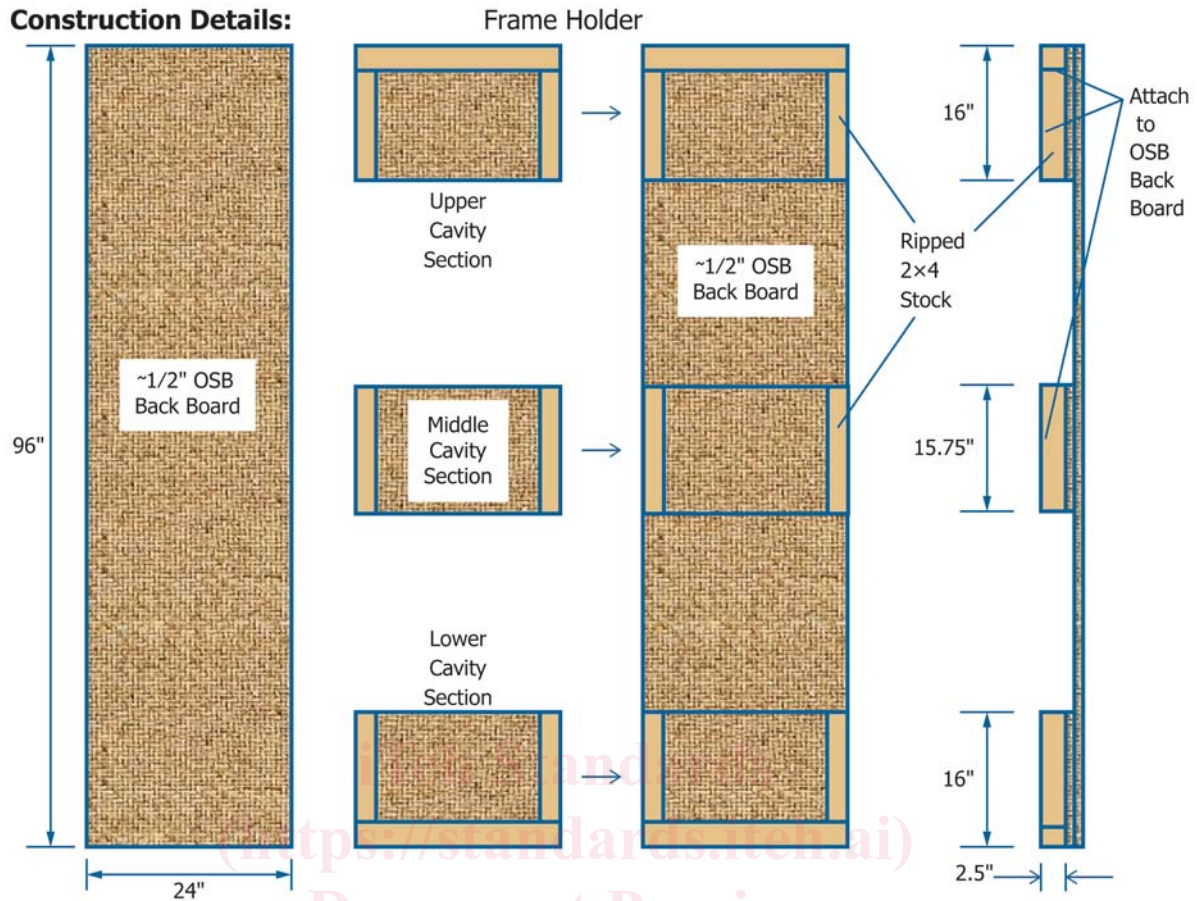 Construction Details:
Frame Holder
96"
~1/2" OSB
Back Board
24"
Upper
Cavity
Section
Middle
Cavity
Section
Lower
Cavity
Section
~1/2" OSB
Back Board
Ripped
2×4
Stock
16"
15.75"
16"
2.5"
Attach
to
OSB
Back
Board
iTeh Standards
(https://standards.iteh.ai)